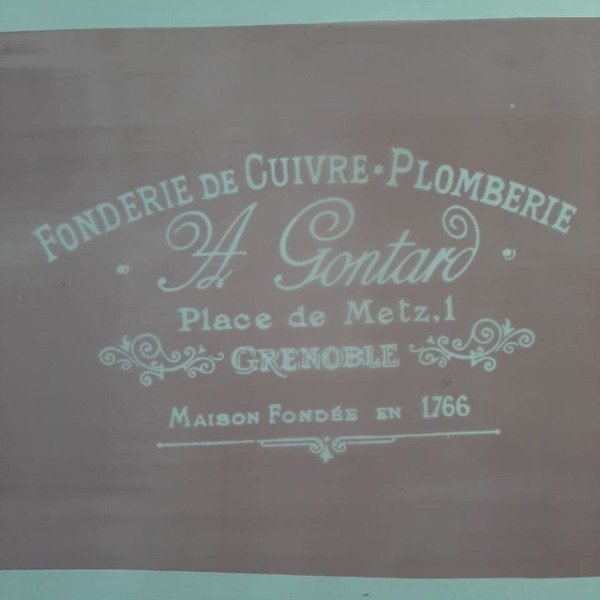 FONDERIE DE CUIVRE • PLOMBERIE
• A Gontard •
Place de Metz, 1
GRENOBLE
MAISON FONDÉE EN 1766